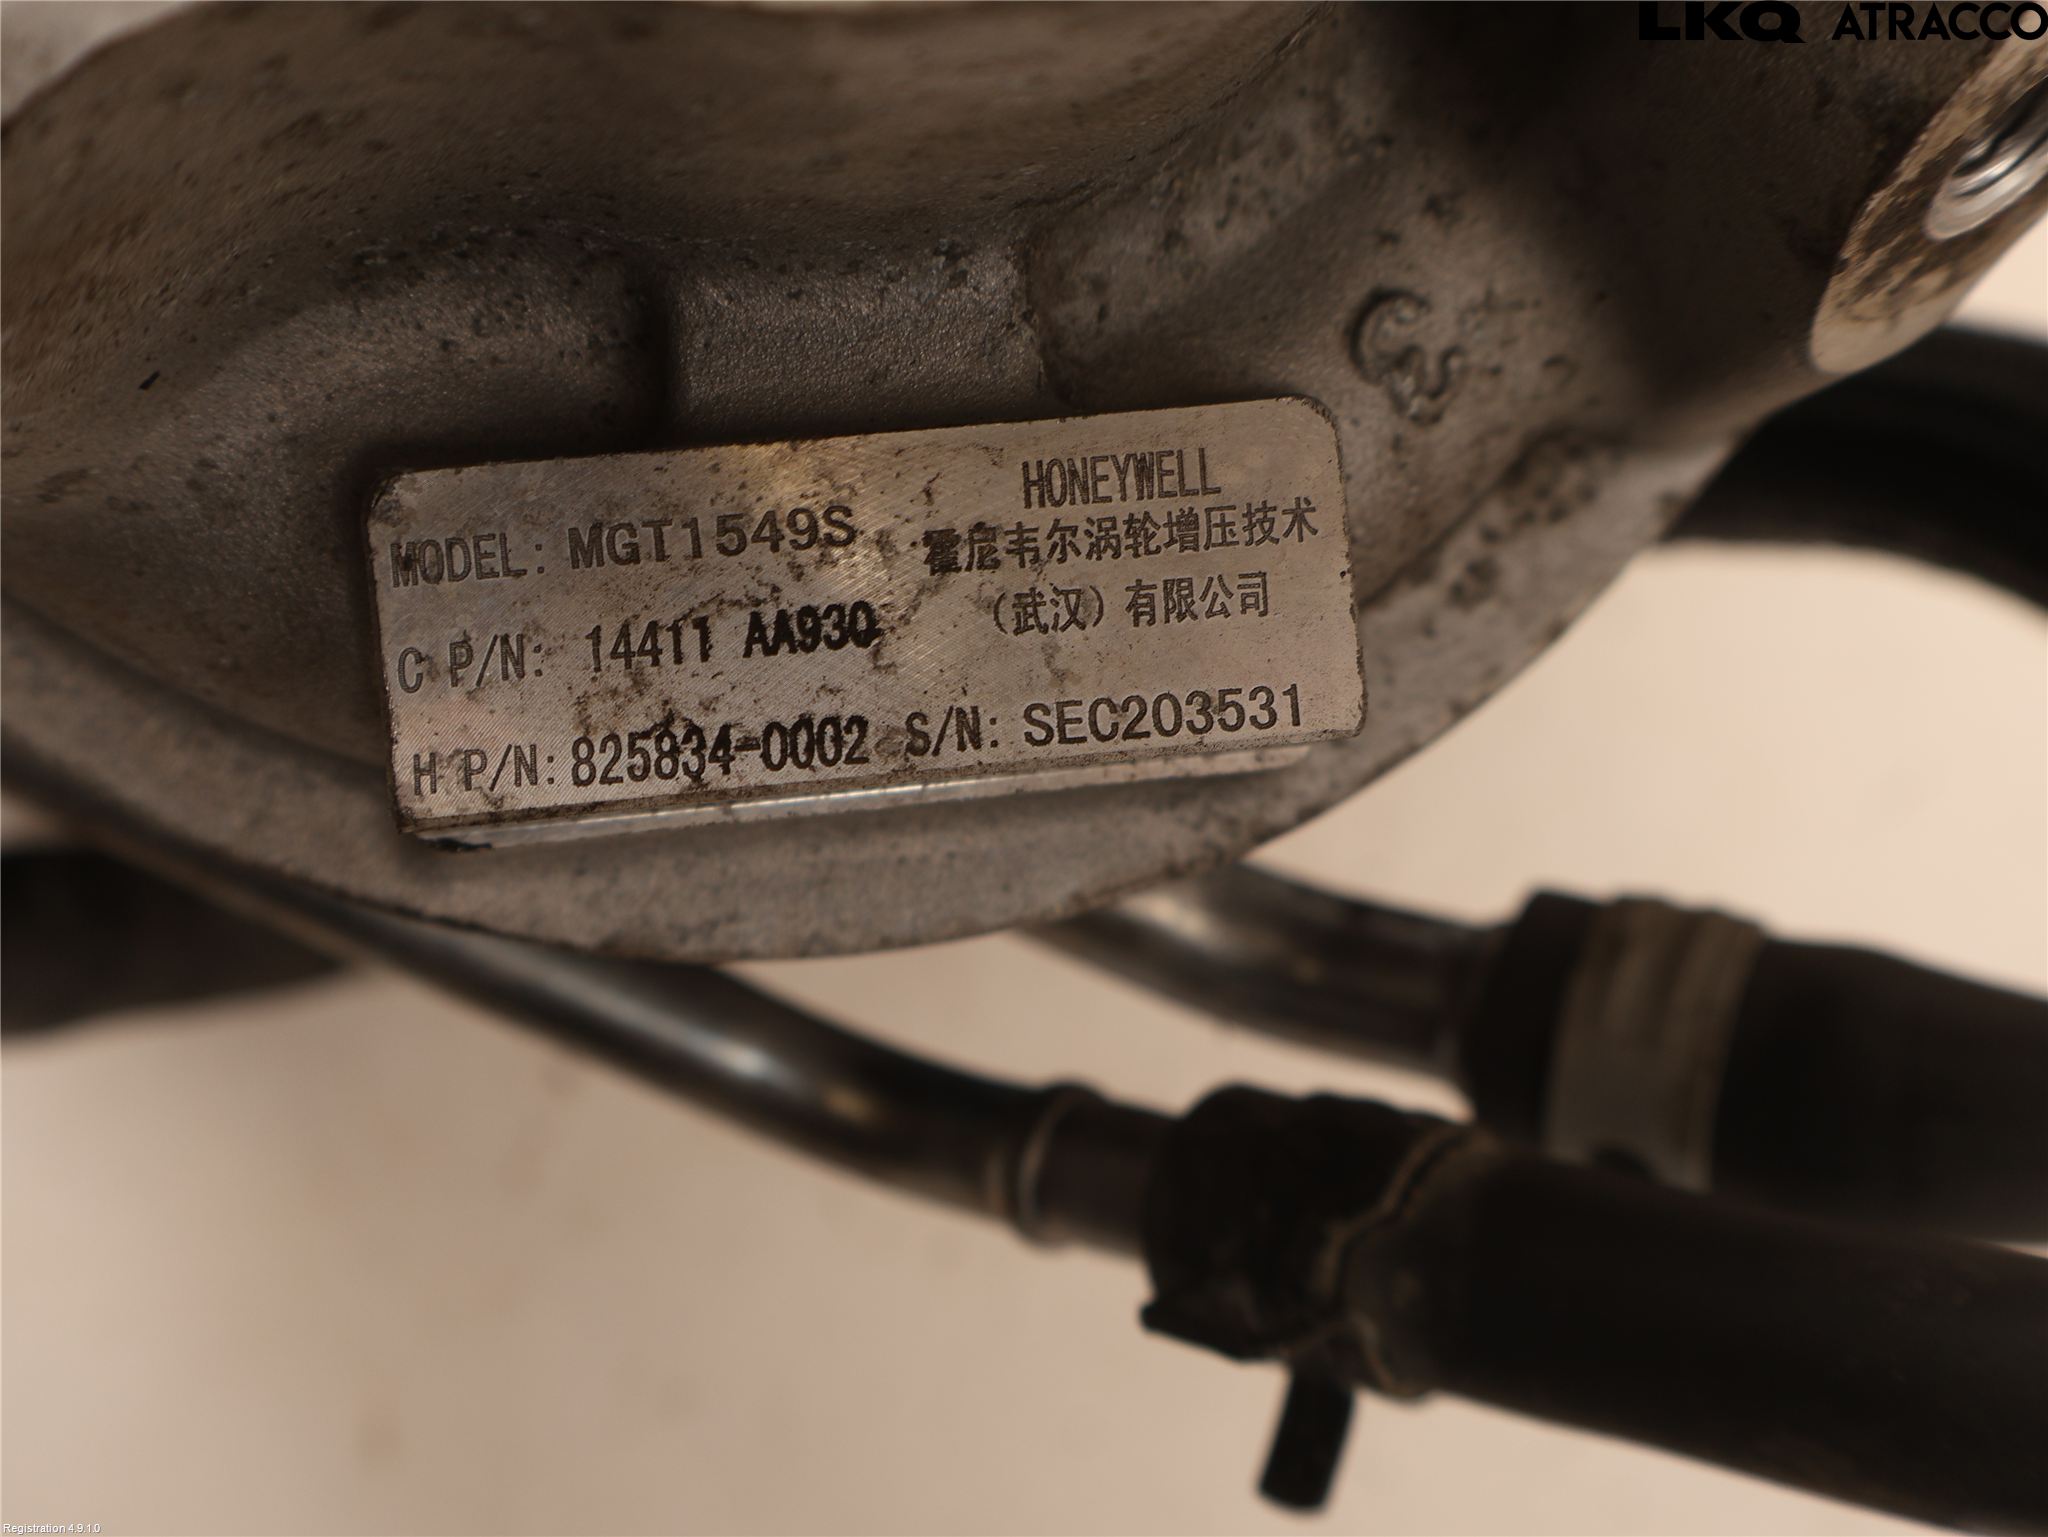 LKQ ATRACCO
HONEYWELL
MODEL: MGT1549S
霍尼韦尔涡轮增压技术
(武汉)有限公司
C P/N: 14411 AA930
H P/N: 825834-0002 S/N: SEC203531
Registration 4.9.1.0